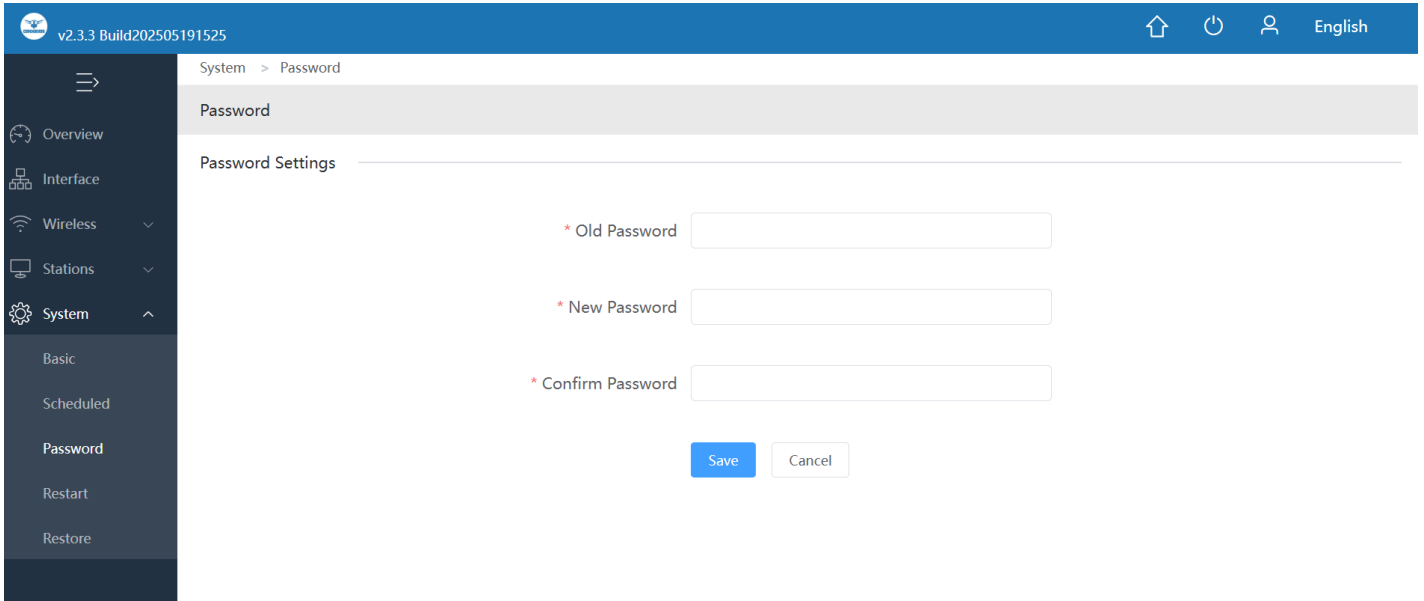 v2.3.3 Build202505191525
English
System > Password
Password
Overview
Interface
Wireless
Stations
System
Basic
Scheduled
Password
Restart
Restore
Password Settings
* Old Password
* New Password
* Confirm Password
Save Cancel